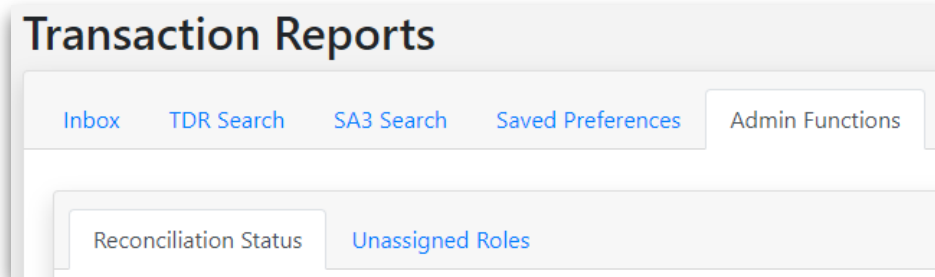 Transaction Reports
Inbox TDR Search SA3 Search Saved Preferences Admin Functions
Reconciliation Status Unassigned Roles